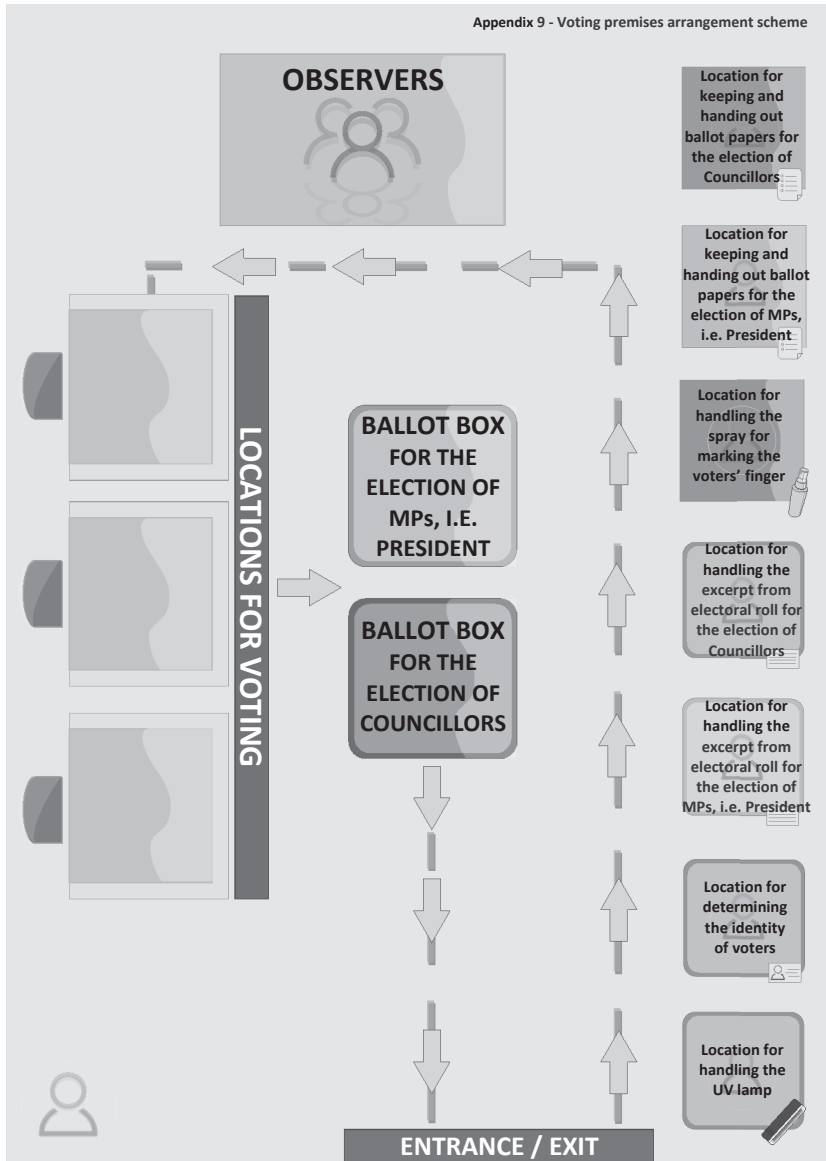 Appendix 9 - Voting premises arrangement scheme
OBSERVERS
Location for
keeping and
handing out
ballot papers for
the election of
Councillors
Location for
keeping and
handing out ballot
papers for the
election of MPs,
i.e. President
Location for
handling the
spray for
marking the
voters’ finger
LOCATIONS FOR VOTING
BALLOT BOX
FOR THE
ELECTION OF
MPs, I.E.
PRESIDENT
BALLOT BOX
FOR THE
ELECTION OF
COUNCILLORS
Location for
handling the
excerpt from
electoral roll for
the election of
Councillors
Location for
handling the
excerpt from
electoral roll for
the election of
MPs, i.e. President
Location for
determining
the identity
of voters
Location for
handling the
UV lamp
ENTRANCE / EXIT